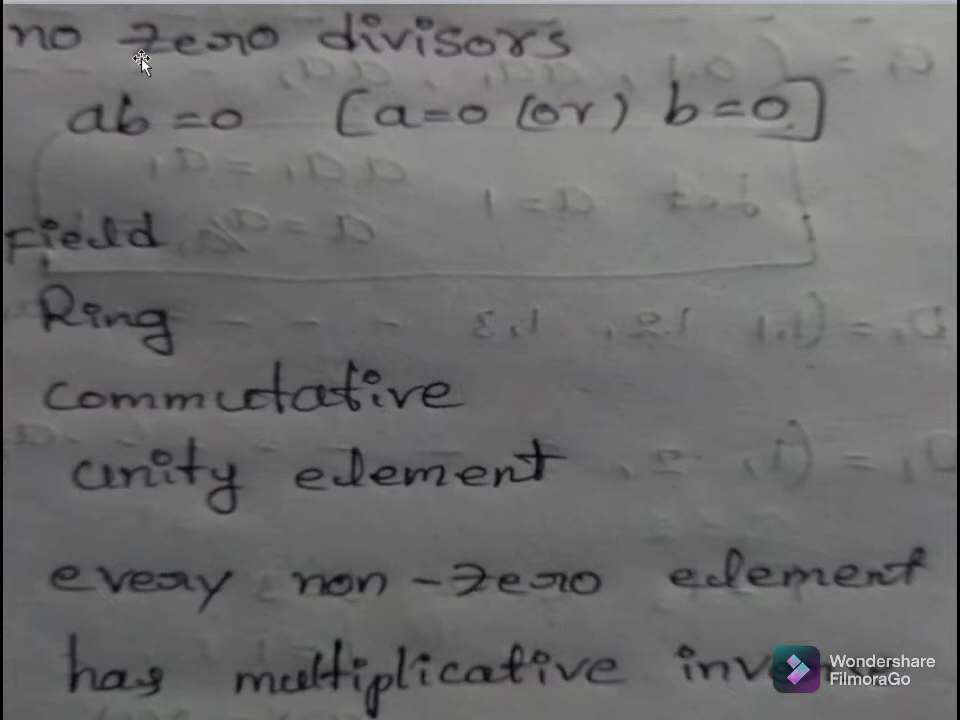 no zero divisors
ab = 0 [a=0 (or) b=0]
Field
Ring
commutative
unity element
every non-zero element
has multiplicative
Wondershare
FilmoraGo